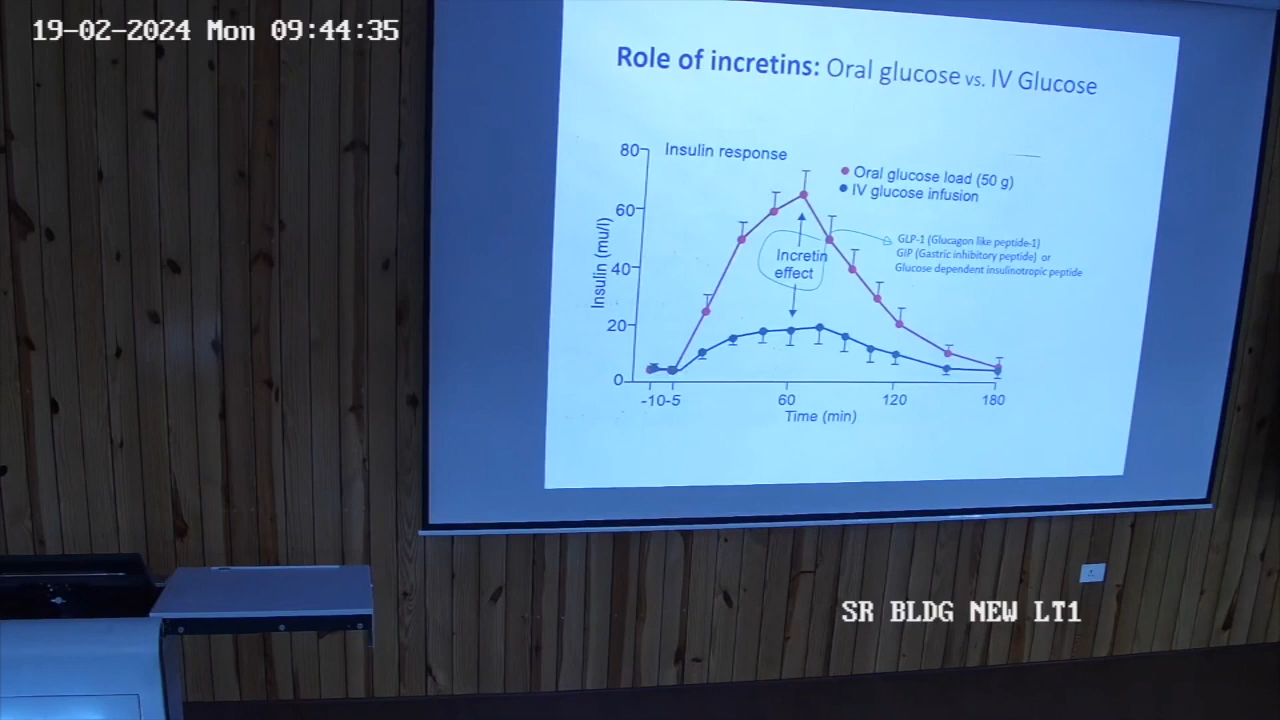 19-02-2024 Mon 09:44:35
Role of incretins: Oral glucose vs. IV Glucose
Insulin response
Oral glucose load (50 g)
IV glucose infusion
80
60
40
20
0
Insulin (mu/l)
Incretin
effect
GLP-1 (Glucagon like peptide-1)
GIP (Gastric inhibitory peptide) or
Glucose dependent insulinotropic peptide
-10-5 60 120 180
Time (min)
SR BLDG NEW LT1